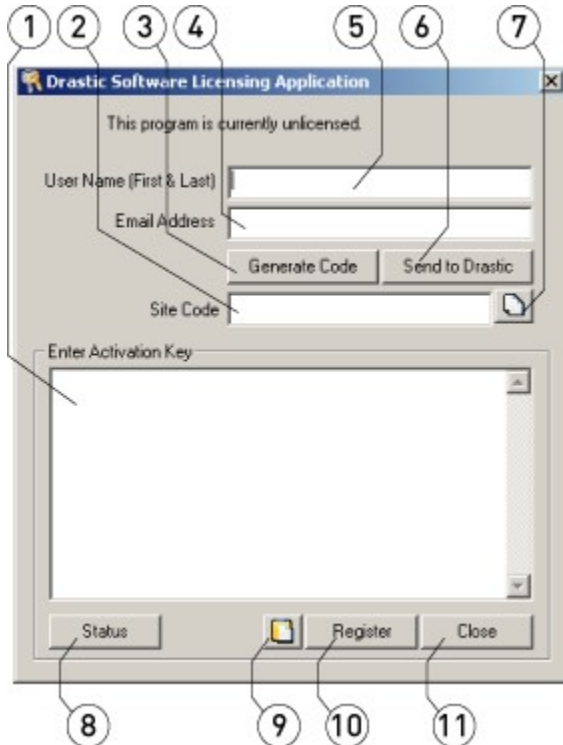 1 2 3 4 5 6 7
Drastic Software Licensing Application
This program is currently unlicensed.
User Name (First & Last)
Email Address
Generate Code Send to Drastic
Site Code
Enter Activation Key
Status Register Close
8 9 10 11